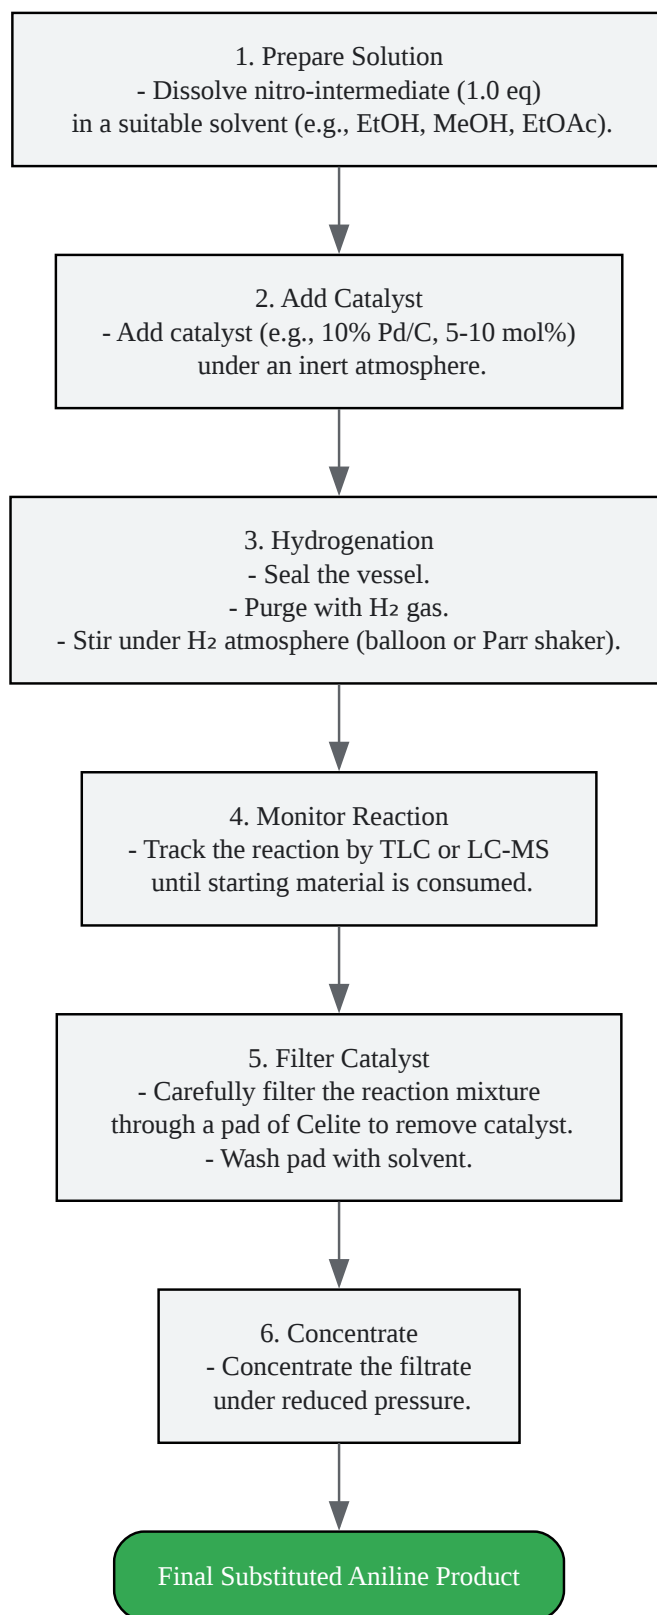 1. Prepare Solution
- Dissolve nitro-intermediate (1.0 eq)
in a suitable solvent (e.g., EtOH, MeOH, EtOAc).
2. Add Catalyst
- Add catalyst (e.g., 10% Pd/C, 5-10 mol%)
under an inert atmosphere.
3. Hydrogenation
- Seal the vessel.
- Purge with H₂ gas.
- Stir under H₂ atmosphere (balloon or Parr shaker).
4. Monitor Reaction
- Track the reaction by TLC or LC-MS
until starting material is consumed.
5. Filter Catalyst
- Carefully filter the reaction mixture
through a pad of Celite to remove catalyst.
- Wash pad with solvent.
6. Concentrate
- Concentrate the filtrate
under reduced pressure.
Final Substituted Aniline Product